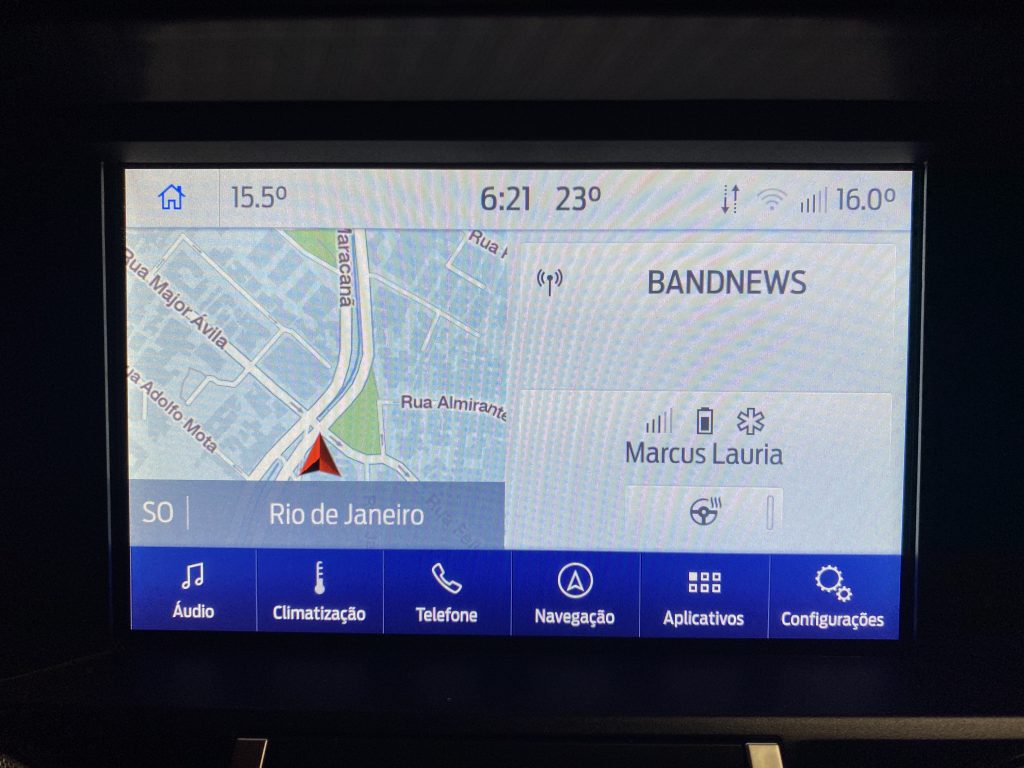 15.5º
6:21
23º
16.0º
Maracanã
Rua
Rua Major Ávila
Adolfo Mota
Rua Almirante
SO
Rio de Janeiro
BANDNEWS
Marcus Lauria
Áudio
Climatização
Telefone
Navegação
Aplicativos
Configurações